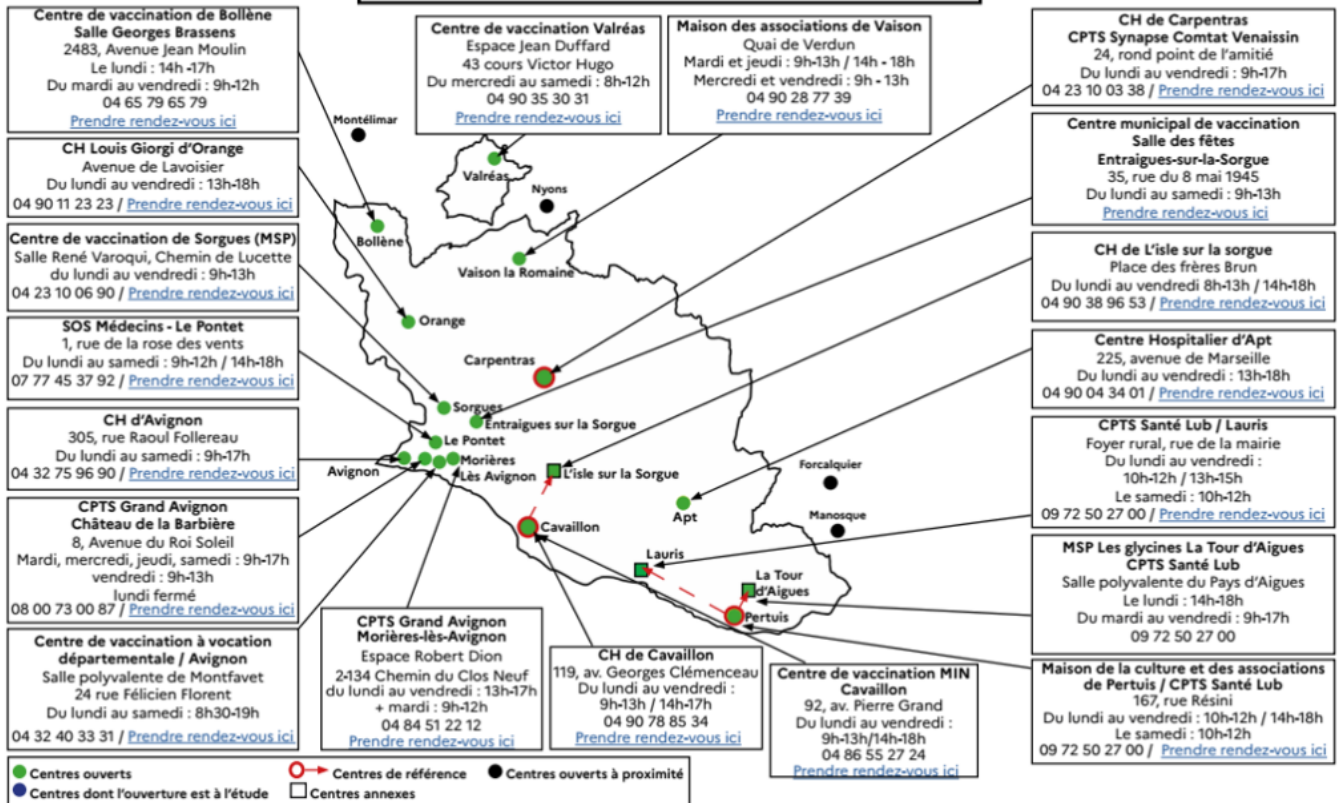 Centre de vaccination de Bollène
Salle Georges Brassens
2483, Avenue Jean Moulin
Le lundi : 14h -17h
Du mardi au vendredi : 9h-12h
04 65 79 65 79
Prendre rendez-vous ici
CH Louis Giorgi d'Orange
Avenue de Lavoisier
Du lundi au vendredi : 13h-18h
04 90 11 23 23 / Prendre rendez-vous ici
Centre de vaccination de Sorgues (MSP)
Salle René Varoqui, Chemin de Lucette
du lundi au vendredi : 9h-13h
04 23 10 06 90 / Prendre rendez-vous ici
SOS Médecins - Le Pontet
1, rue de la rose des vents
Du lundi au samedi : 9h-12h / 14h-18h
07 77 45 37 92 / Prendre rendez-vous ici
CH d'Avignon
305, rue Raoul Follereau
Du lundi au samedi : 9h-17h
04 32 75 96 90 / Prendre rendez-vous ici
CPTS Grand Avignon
Château de la Barbière
8, Avenue du Roi Soleil
Mardi, mercredi, jeudi, samedi : 9h-17h
vendredi : 9h-13h
lundi fermé
08 00 73 00 87 / Prendre rendez-vous ici
Centre de vaccination à vocation
départementale / Avignon
Salle polyvalente de Montfavet
24 rue Félicien Florent
Du lundi au samedi : 8h30-19h
04 32 40 33 31 / Prendre rendez-vous ici
Centre de vaccination Valréas
Espace Jean Duffard
43 cours Victor Hugo
Du mercredi au samedi : 8h-12h
04 90 35 30 31
Prendre rendez-vous ici
Maison des associations de Vaison
Quai de Verdun
Mardi et jeudi : 9h-13h / 14h - 18h
Mercredi et vendredi : 9h - 13h
04 90 28 77 39
Prendre rendez-vous ici
Montélimar
Valréas
Nyons
Bollène
Vaison la Romaine
Orange
Carpentras
Sorgues
Entraigues sur la Sorgue
Le Pontet
Avignon
Morières
Lès Avignon
L'isle sur la Sorgue
Cavaillon
Apt
Forcalquier
Manosque
Lauris
La Tour
d'Aigues
Pertuis
CPTS Grand Avignon
Morières-lès-Avignon
Espace Robert Dion
2-134 Chemin du Clos Neuf
du lundi au vendredi : 13h-17h
+ mardi : 9h-12h
04 84 51 22 12
Prendre rendez-vous ici
CH de Cavaillon
119, av. Georges Clémenceau
Du lundi au vendredi :
9h-13h / 14h-17h
04 90 78 85 34
Prendre rendez-vous ici
Centre de vaccination MIN
Cavaillon
92, av. Pierre Grand
Du lundi au vendredi :
9h-13h/14h-18h
04 86 55 27 24
Prendre rendez-vous ici
CH de Carpentras
CPTS Synapse Comtat Venaissin
24, rond point de l'amitié
Du lundi au vendredi : 9h-17h
04 23 10 03 38 / Prendre rendez-vous ici
Centre municipal de vaccination
Salle des fêtes
Entraigues-sur-la-Sorgue
35, rue du 8 mai 1945
Du lundi au samedi : 9h-13h
Prendre rendez-vous ici
CH de L'isle sur la sorgue
Place des frères Brun
Du lundi au vendredi 8h-13h / 14h-18h
04 90 38 96 53 / Prendre rendez-vous ici
Centre Hospitalier d'Apt
225, avenue de Marseille
Du lundi au vendredi : 13h-18h
04 90 04 34 01 / Prendre rendez-vous ici
CPTS Santé Lub / Lauris
Foyer rural, rue de la mairie
Du lundi au vendredi :
10h-12h / 13h-15h
Le samedi : 10h-12h
09 72 50 27 00 / Prendre rendez-vous ici
MSP Les glycines La Tour d'Aigues
CPTS Santé Lub
Salle polyvalente du Pays d'Aigues
Le lundi : 14h-18h
Du mardi au vendredi : 9h-17h
09 72 50 27 00
Maison de la culture et des associations
de Pertuis / CPTS Santé Lub
167, rue Résini
Du lundi au vendredi : 10h-12h / 14h-18h
Le samedi : 10h-12h
09 72 50 27 00 / Prendre rendez-vous ici
Centres ouverts
Centres de référence
Centres ouverts à proximité
Centres dont l'ouverture est à l'étude
Centres annexes